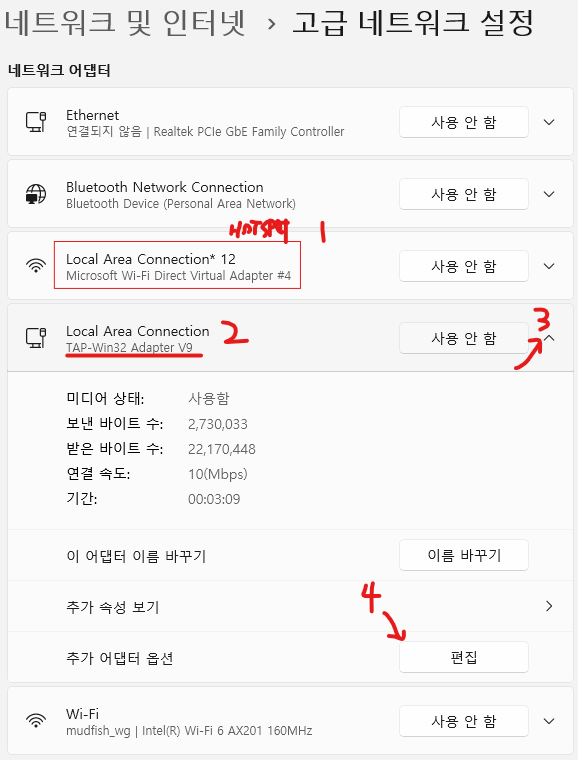 네트워크 및 인터넷 › 고급 네트워크 설정
네트워크 어댑터
Ethernet
연결되지 않음 | Realtek PCIe GbE Family Controller
사용 안 함
Bluetooth Network Connection
Bluetooth Device (Personal Area Network)
사용 안 함
HOTSPOT 1
Local Area Connection* 12
Microsoft Wi-Fi Direct Virtual Adapter #4
사용 안 함
Local Area Connection
TAP-Win32 Adapter V9
2
사용 안 함
3
미디어 상태: 사용함
보낸 바이트 수: 2,730,033
받은 바이트 수: 22,170,448
연결 속도: 10(Mbps)
기간: 00:03:09
이 어댑터 이름 바꾸기 이름 바꾸기
추가 속성 보기
4
추가 어댑터 옵션 편집
Wi-Fi
mudfish_wg | Intel(R) Wi-Fi 6 AX201 160MHz
사용 안 함